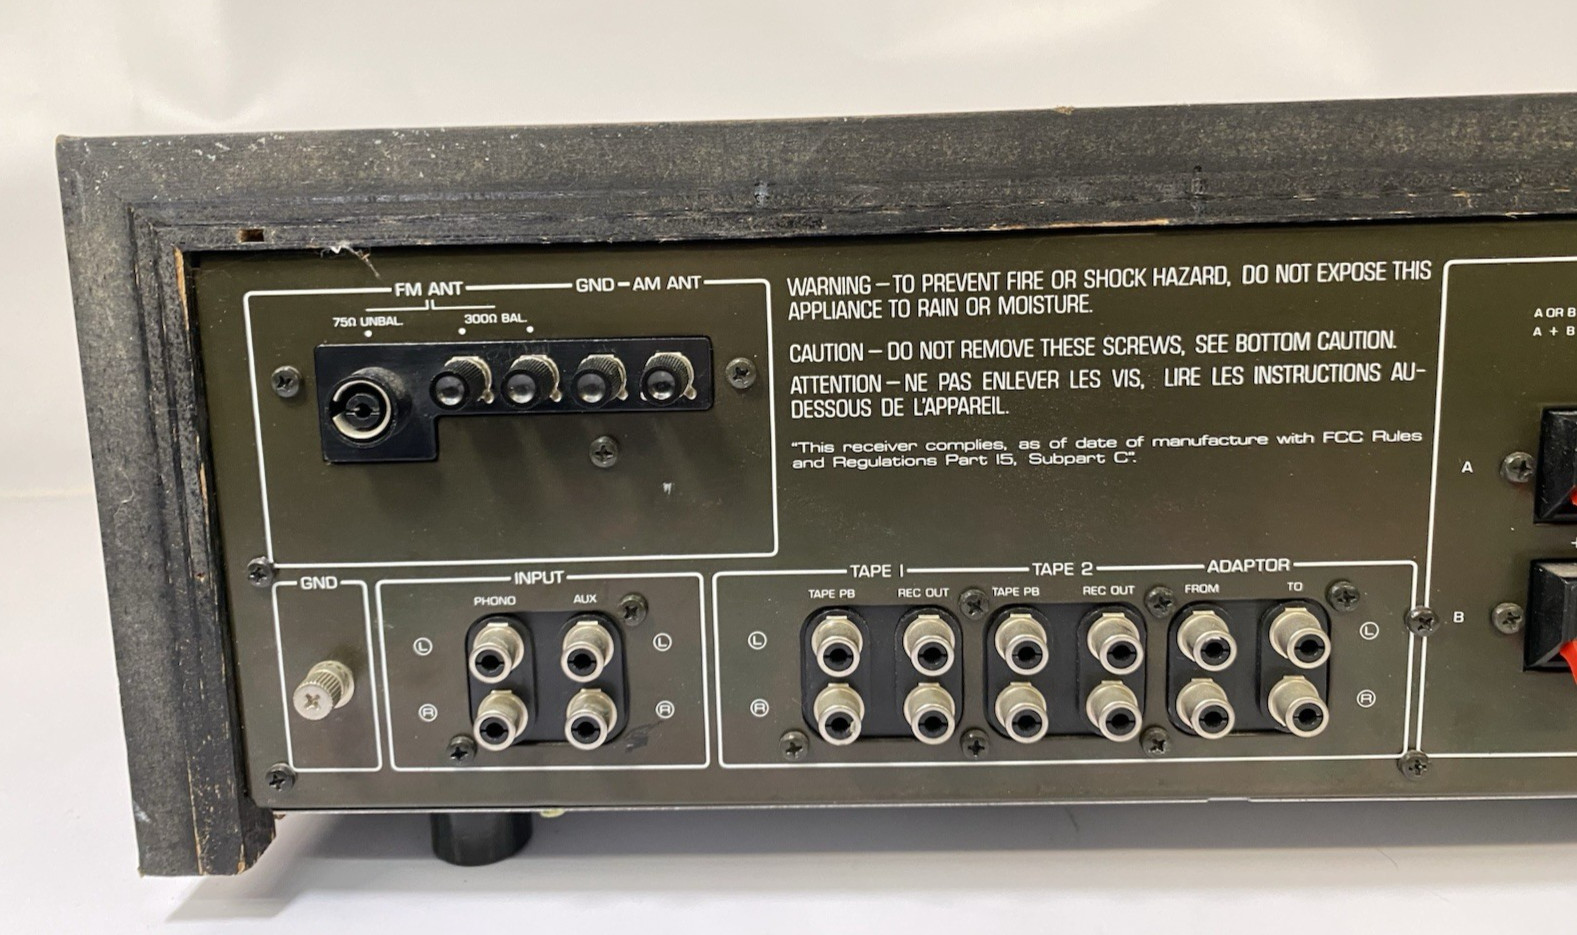 FM ANT
GND-AM ANT
75Ω UNBAL.
300Ω BAL.
WARNING – TO PREVENT FIRE OR SHOCK HAZARD, DO NOT EXPOSE THIS
APPLIANCE TO RAIN OR MOISTURE.
CAUTION – DO NOT REMOVE THESE SCREWS, SEE BOTTOM CAUTION.
ATTENTION – NE PAS ENLEVER LES VIS, LIRE LES INSTRUCTIONS AU-
DESSOUS DE L'APPAREIL.
"This receiver complies, as of date of manufacture with FCC Rules
and Regulations Part 15, Subpart C".
A OR B
A + B
A
+
B
GND
INPUT
PHONO AUX
L L
R R
TAPE 1 TAPE 2 ADAPTOR
TAPE PB REC OUT TAPE PB REC OUT FROM TO
L L
R R